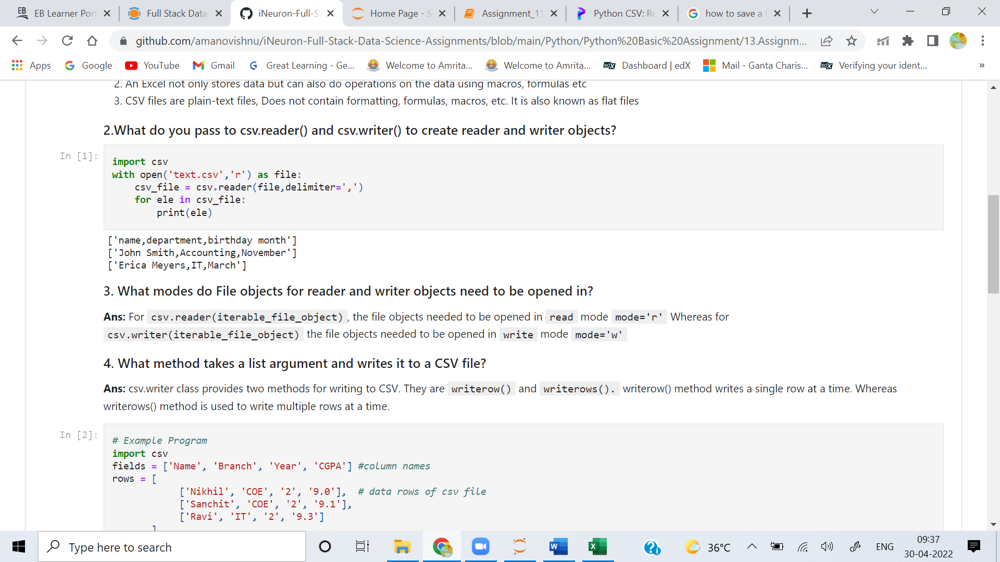 EB Learner Port
Full Stack Data
iNeuron-Full-S
Home Page - S
Assignment_11
Python CSV: Re
how to save a f
github.com/amanovishnu/iNeuron-Full-Stack-Data-Science-Assignments/blob/main/Python/Python%20Basic%20Assignment/13.Assignm...
Apps
Google
YouTube
Gmail
Great Learning - Ge...
Welcome to Amrita...
Welcome to Amrita...
Dashboard | edX
Mail - Ganta Charis...
Verifying your ident...
»
2. An Excel not only stores data but can also do operations on the data using macros, formulas etc
3. CSV files are plain-text files, Does not contain formatting, formulas, macros, etc. It is also known as flat files
2.What do you pass to csv.reader() and csv.writer() to create reader and writer objects?
In [1]:
import csv
with open('text.csv','r') as file:
    csv_file = csv.reader(file,delimiter=',')
    for ele in csv_file:
        print(ele)
['name,department,birthday month']
['John Smith,Accounting,November']
['Erica Meyers,IT,March']
3. What modes do File objects for reader and writer objects need to be opened in?
Ans: For csv.reader(iterable_file_object) , the file objects needed to be opened in read mode mode='r' Whereas for
csv.writer(iterable_file_object) the file objects needed to be opened in write mode mode='w'
4. What method takes a list argument and writes it to a CSV file?
Ans: csv.writer class provides two methods for writing to CSV. They are writerow() and writerows(). writerow() method writes a single row at a time. Whereas
writerows() method is used to write multiple rows at a time.
In [2]:
# Example Program
import csv
fields = ['Name', 'Branch', 'Year', 'CGPA'] #column names
rows = [
            ['Nikhil', 'COE', '2', '9.0'],  # data rows of csv file
            ['Sanchit', 'COE', '2', '9.1'],
            ['Ravi', 'IT', '2', '9.3']
       ]
Type here to search
36°C
ENG
09:37
30-04-2022